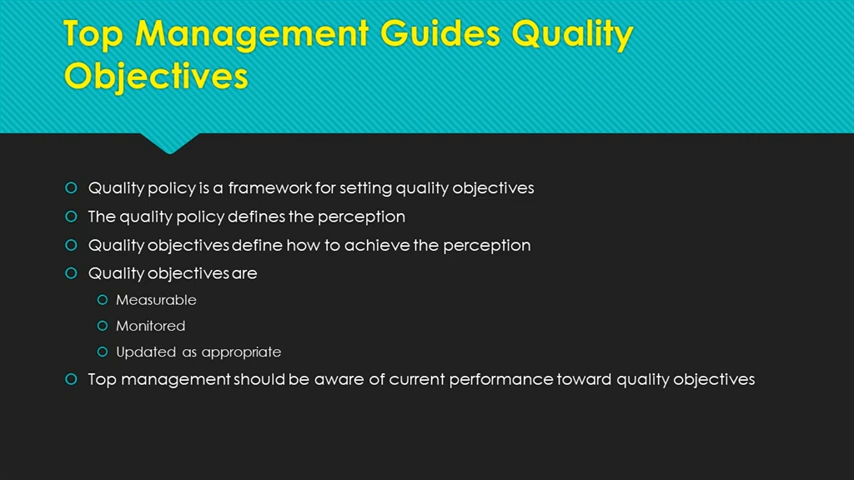 Top Management Guides Quality
Objectives
Quality policy is a framework for setting quality objectives
The quality policy defines the perception
Quality objectives define how to achieve the perception
Quality objectives are
Measurable
Monitored
Updated as appropriate
Top management should be aware of current performance toward quality objectives